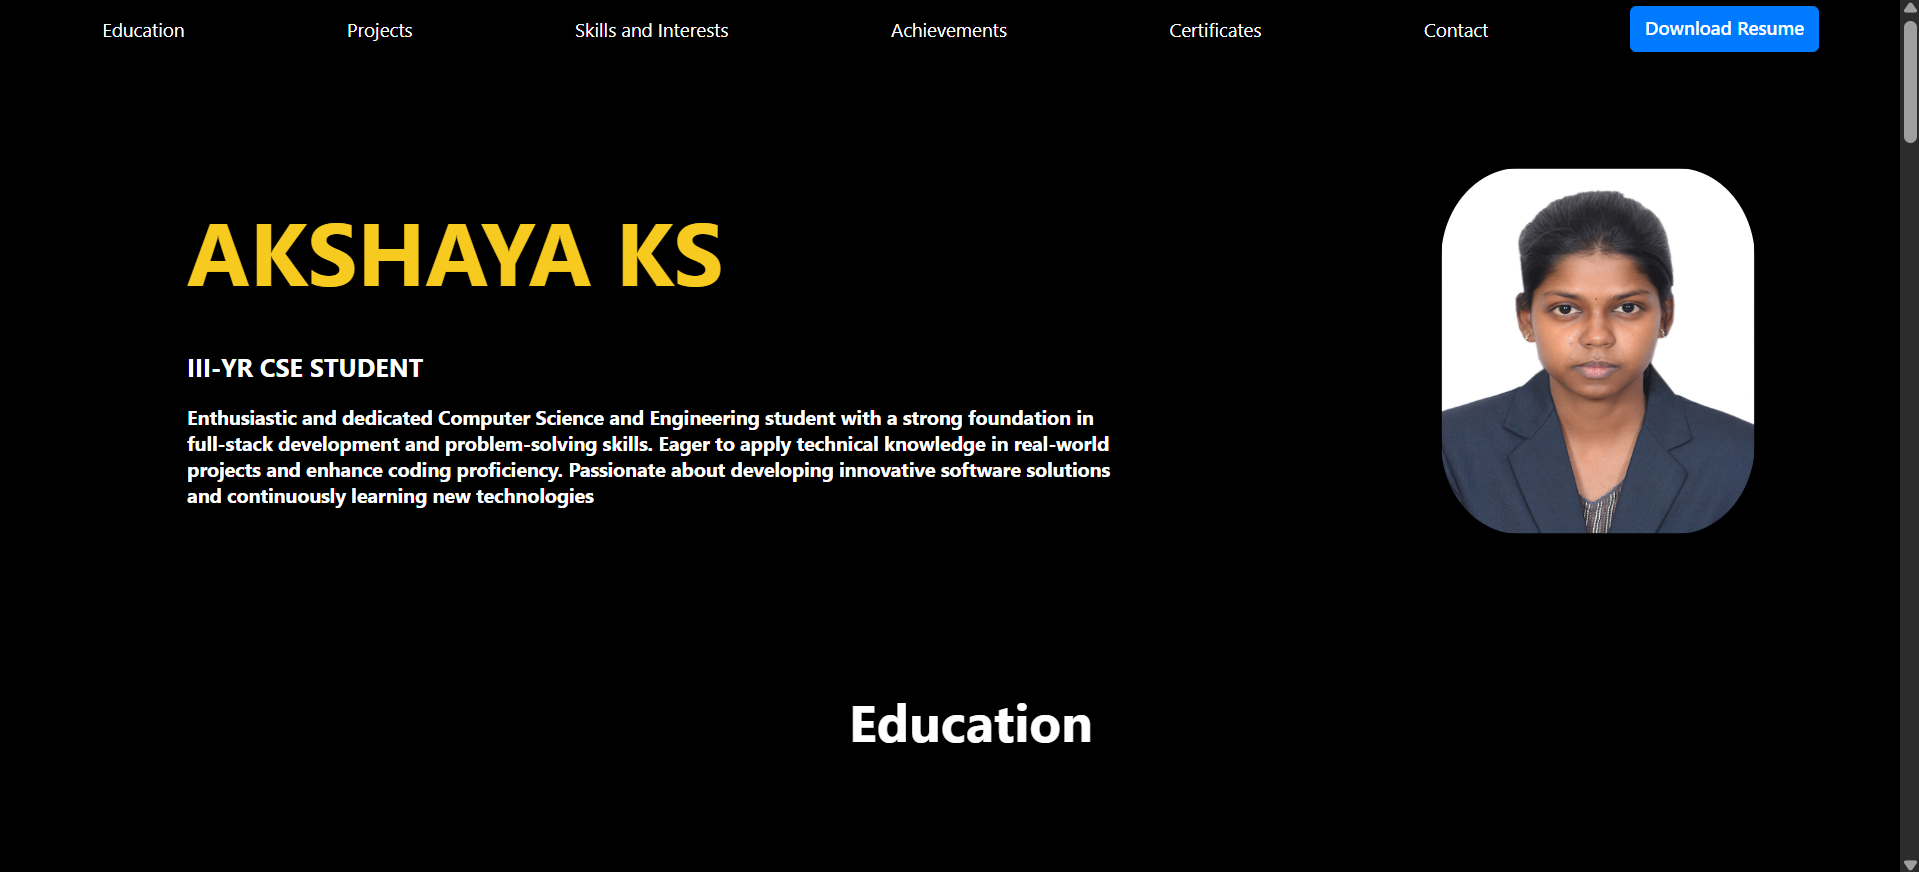 Education
Projects
Skills and Interests
Achievements
Certificates
Contact
Download Resume
AKSHAYA KS
III-YR CSE STUDENT
Enthusiastic and dedicated Computer Science and Engineering student with a strong foundation in
full-stack development and problem-solving skills. Eager to apply technical knowledge in real-world
projects and enhance coding proficiency. Passionate about developing innovative software solutions
and continuously learning new technologies
Education